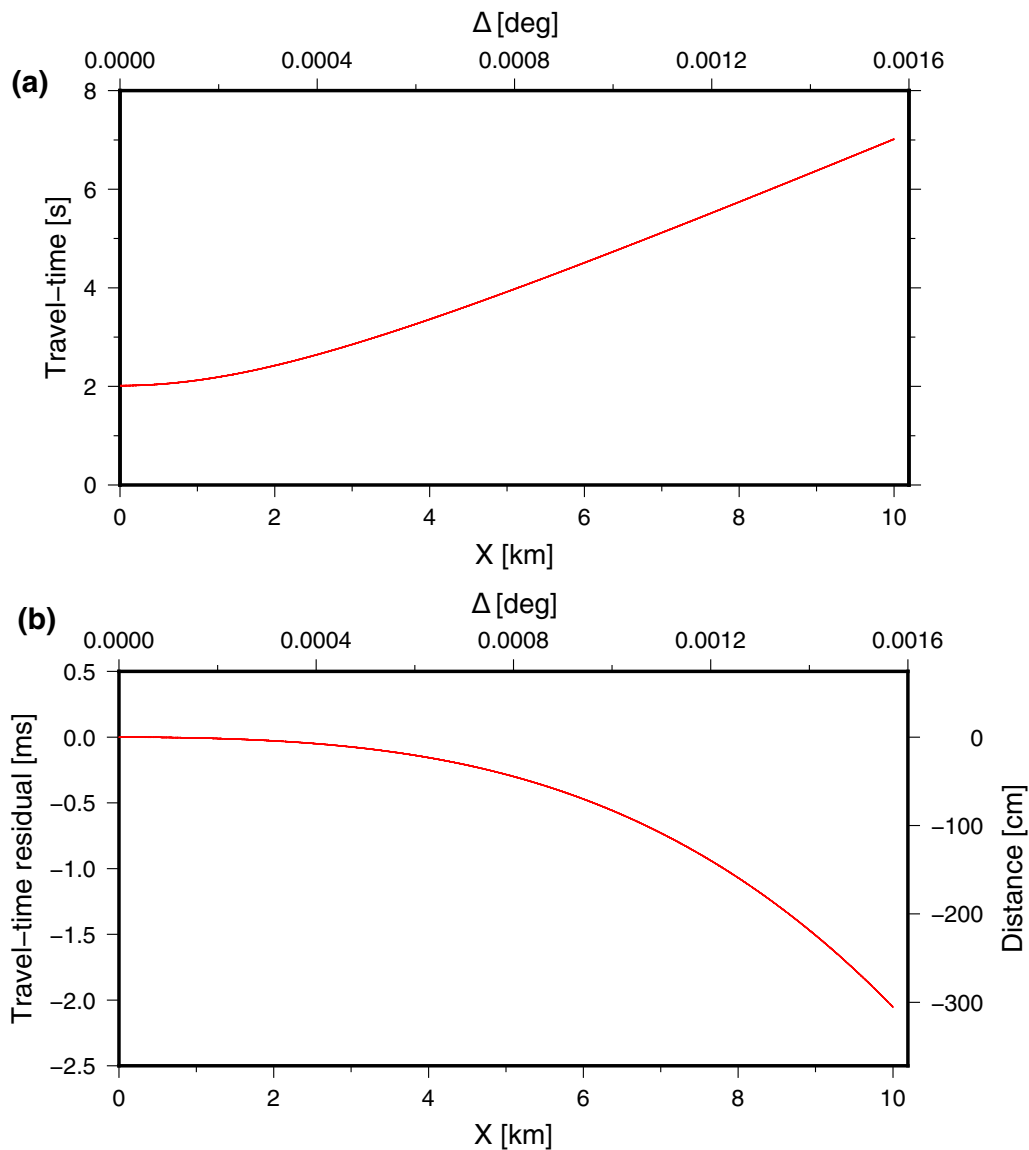 Δ [deg]
0.0000 0.0004 0.0008 0.0012 0.0016
(a)
8
6
4
2
0
Travel−time [s]
0 2 4 6 8 10
X [km]
Δ [deg]
(b)
0.0000 0.0004 0.0008 0.0012 0.0016
0.5
0.0
−0.5
−1.0
−1.5
−2.0
−2.5
Travel−time residual [ms]
0
−100
−200
−300
Distance [cm]
0 2 4 6 8 10
X [km]